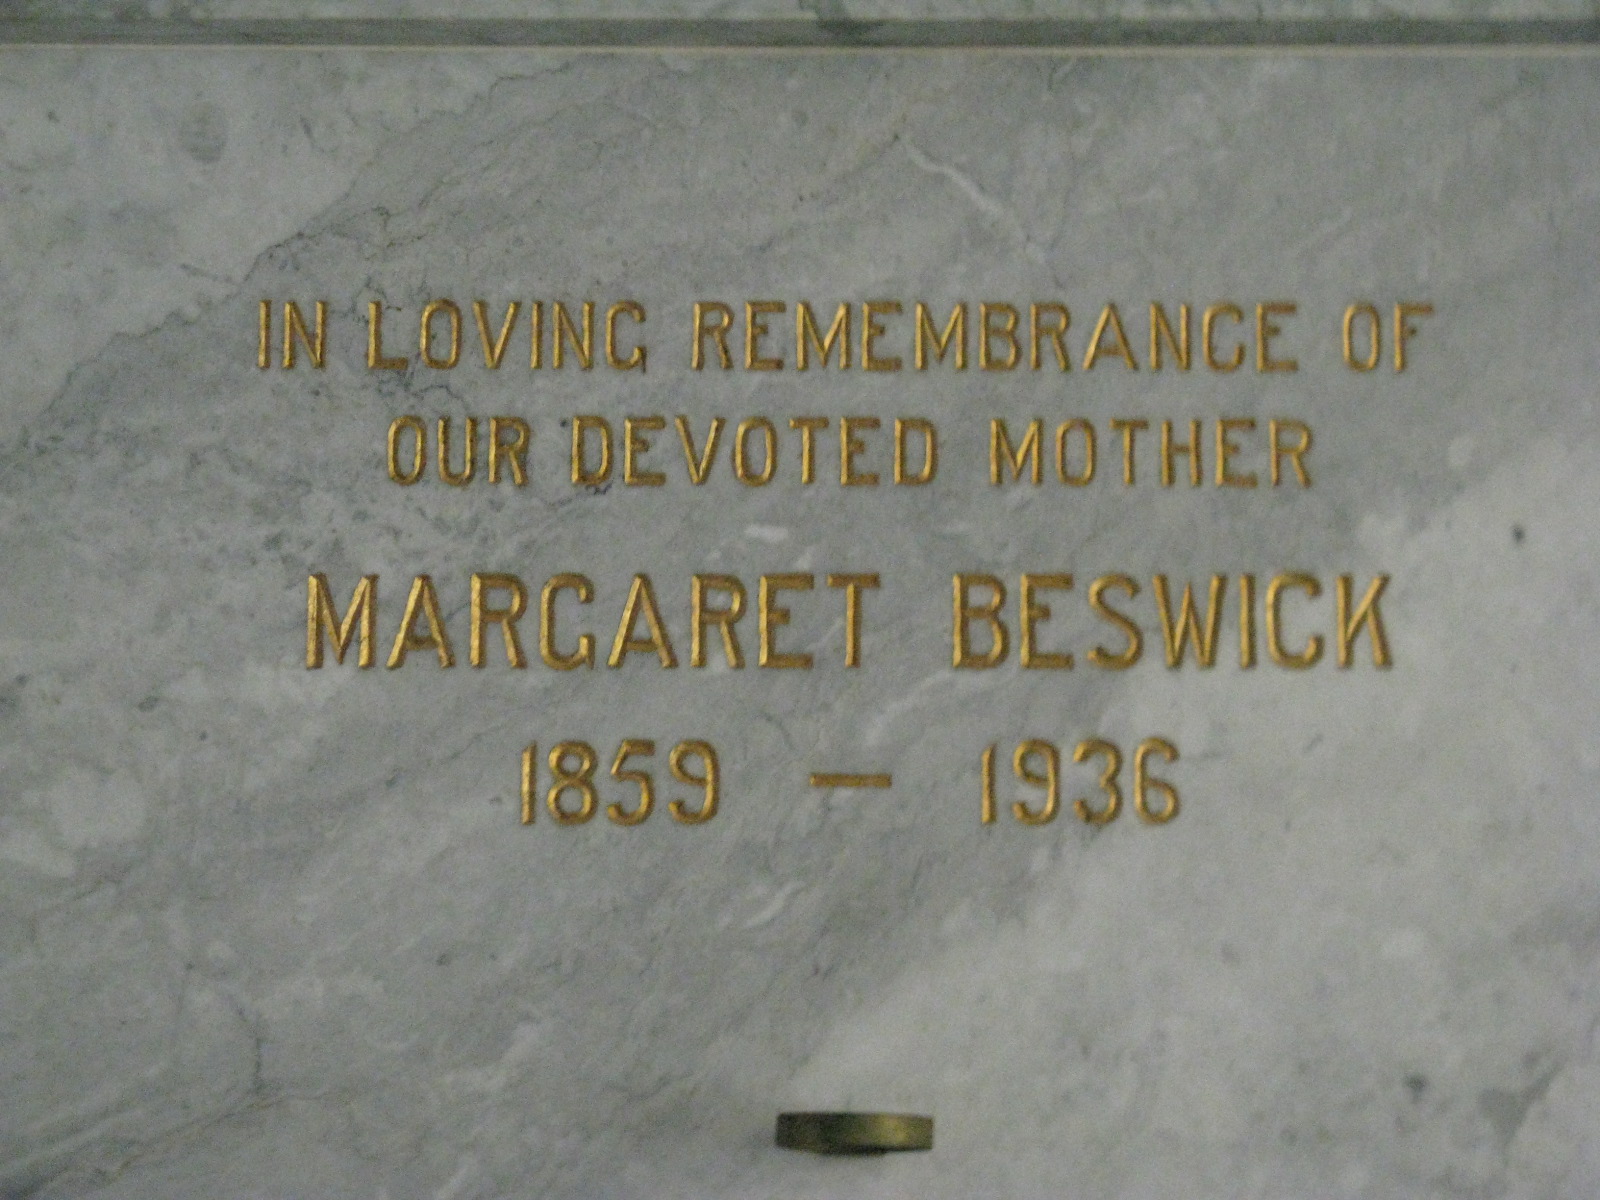 IN LOVING REMEMBRANCE OF
OUR DEVOTED MOTHER
MARGARET BESWICK
1859 — 1936